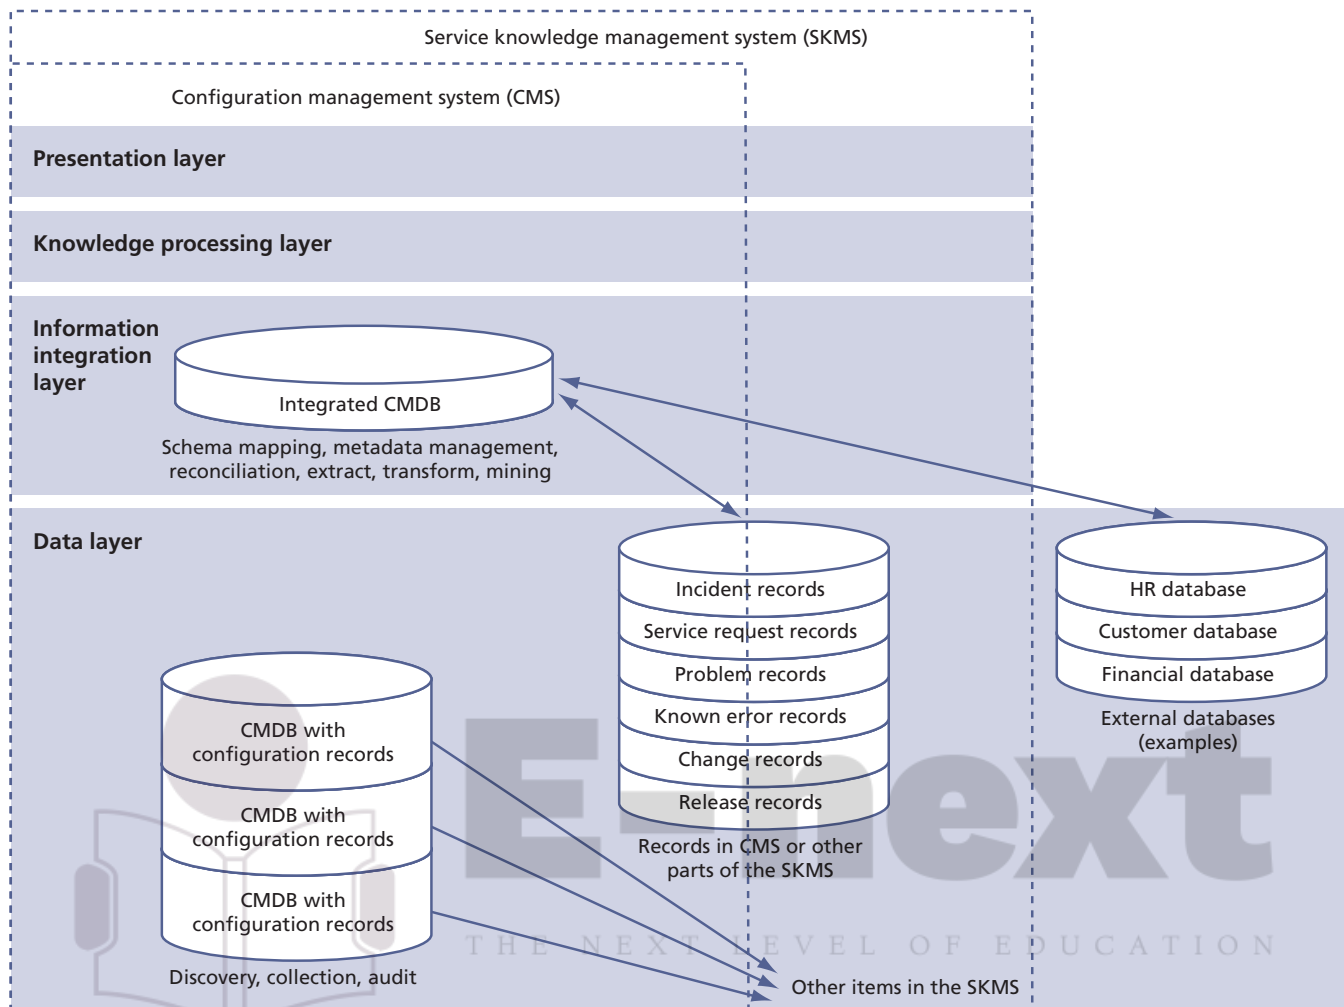 Service knowledge management system (SKMS)
Configuration management system (CMS)
Presentation layer
Knowledge processing layer
Information
integration
layer
Integrated CMDB
Schema mapping, metadata management,
reconciliation, extract, transform, mining
Data layer
Incident records
Service request records
Problem records
Known error records
Change records
Release records
Records in CMS or other
parts of the SKMS
HR database
Customer database
Financial database
External databases
(examples)
CMDB with
configuration records
CMDB with
configuration records
CMDB with
configuration records
Discovery, collection, audit
Other items in the SKMS
E-next
THE NEXT LEVEL OF EDUCATION